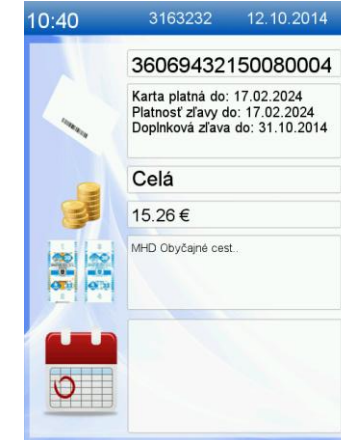 10:40 3163232 12.10.2014
36069432150080004
Karta platná do: 17.02.2024
Platnosť zľavy do: 17.02.2024
Doplnková zľava do: 31.10.2014
Celá
15.26 €
MHD Obyčajné cest..